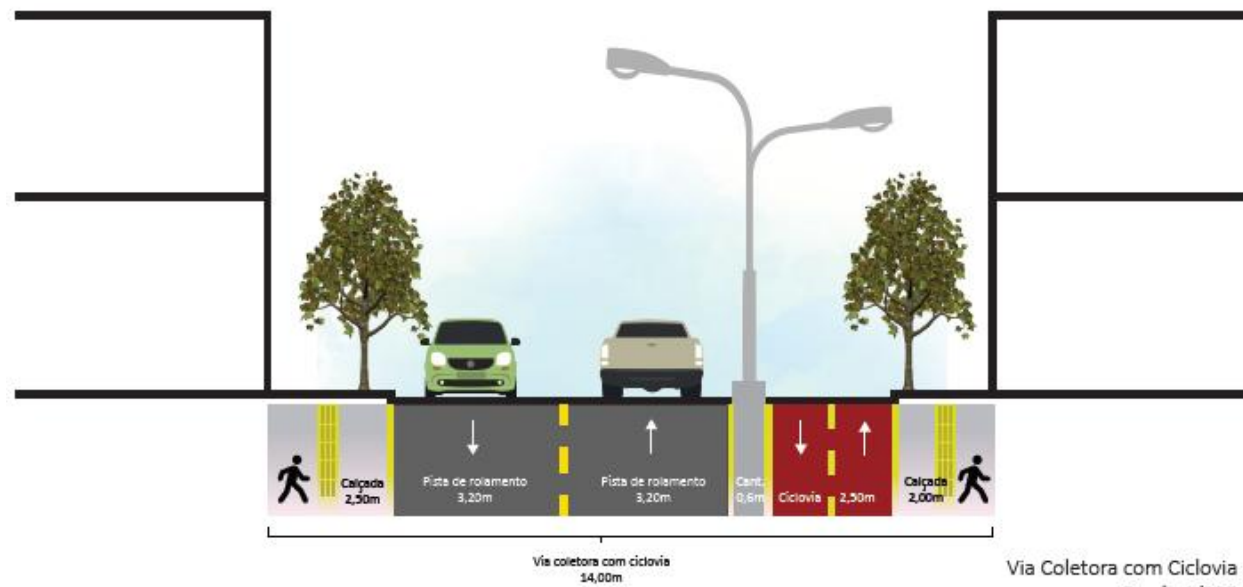 Calçada
2,50m
Pista de rolamento
3,20m
Pista de rolamento
3,20m
Cant.
0,6m
Ciclovia 2,50m
Calçada
2,00m
Via coletora com ciclovia
14,00m
Via Coletora com Ciclovia